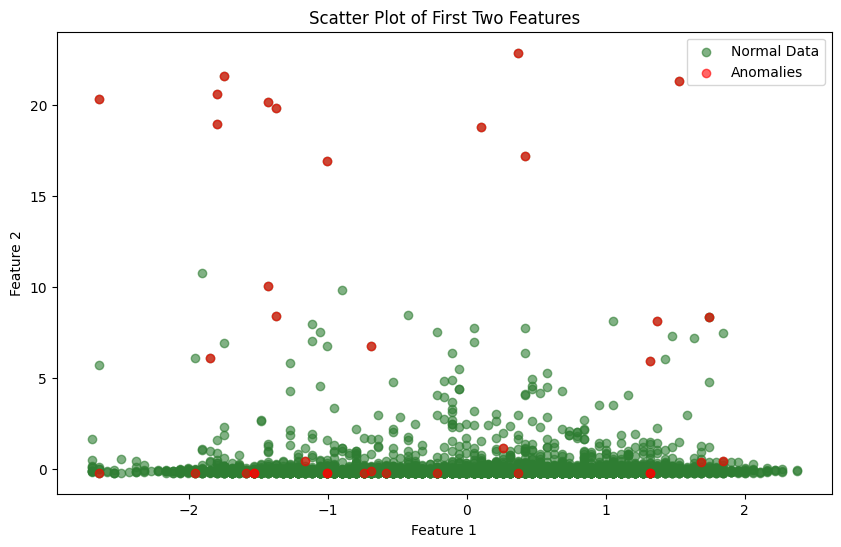 Scatter Plot of First Two Features
Normal Data
Anomalies
Feature 2
20
15
10
5
0
−2
−1
0
1
2
Feature 1